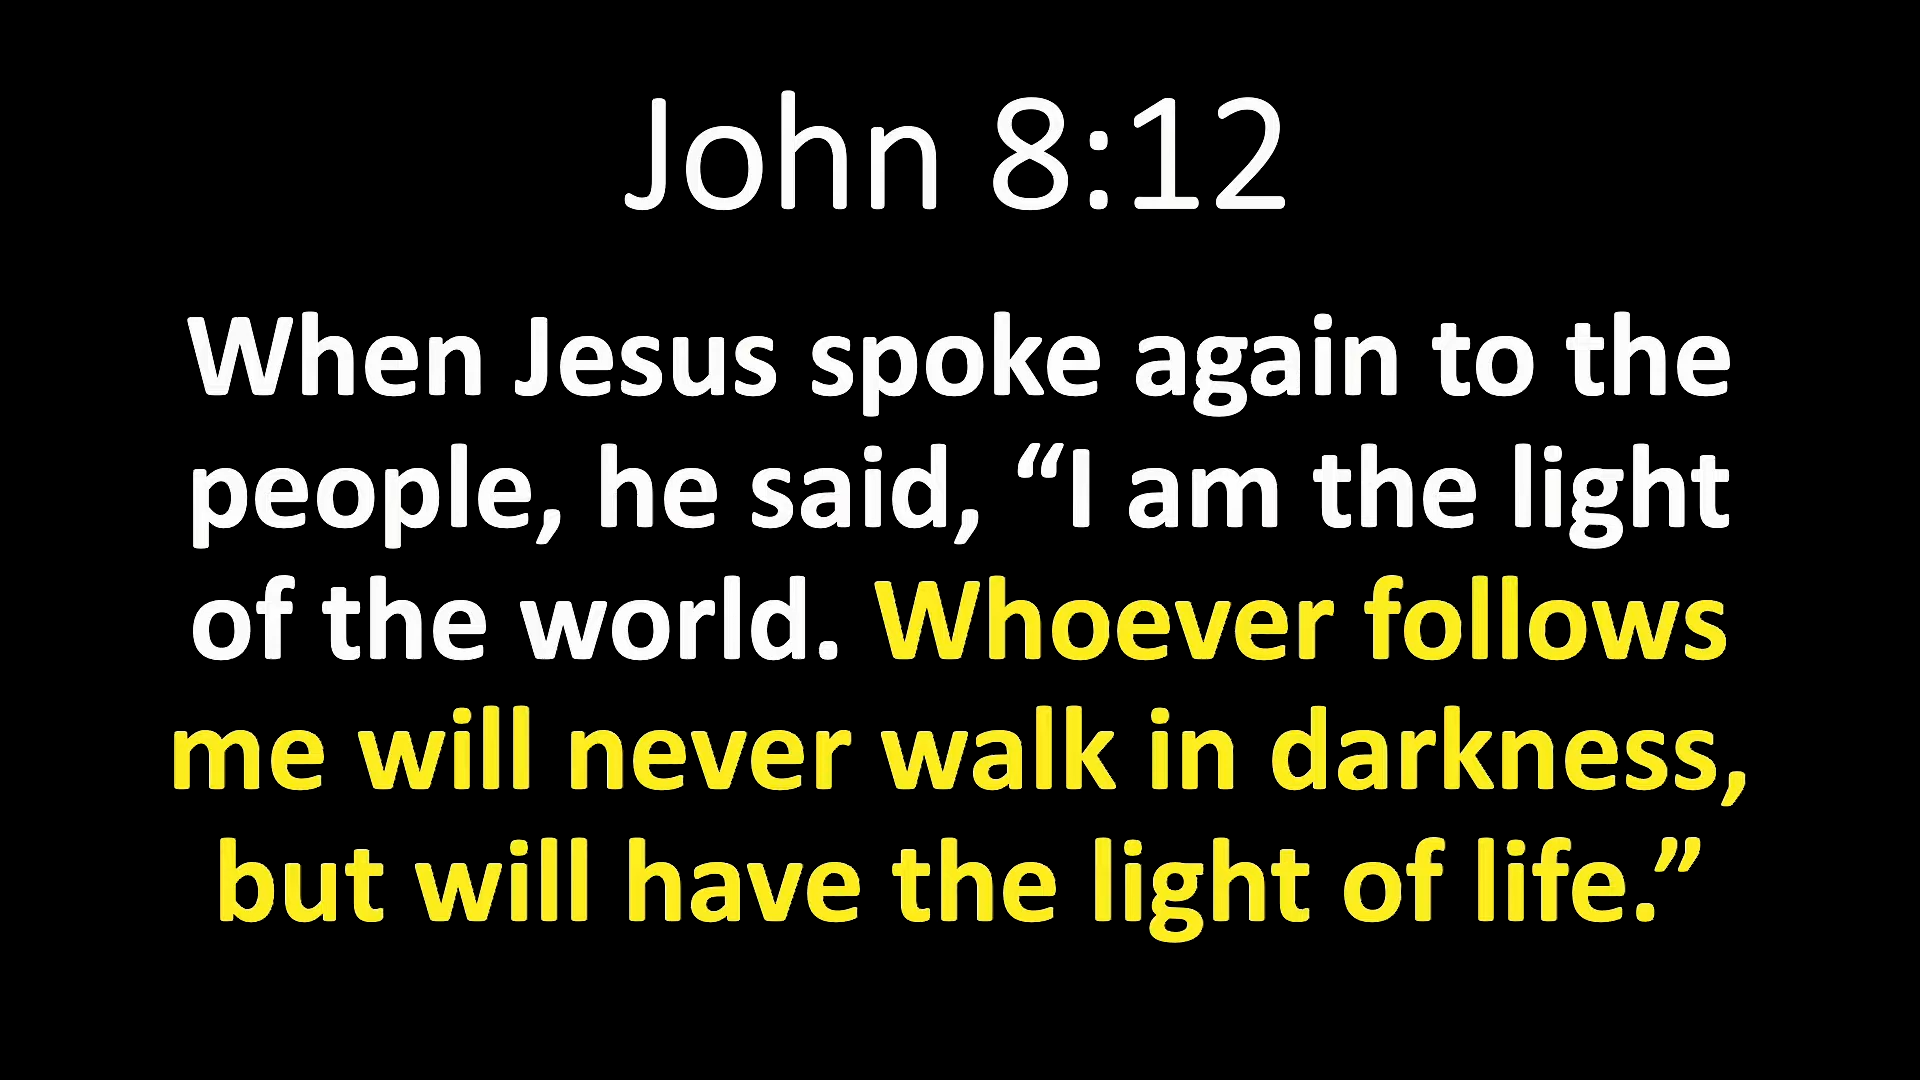 John 8:12
When Jesus spoke again to the
people, he said, “I am the light
of the world. Whoever follows
me will never walk in darkness,
but will have the light of life.”